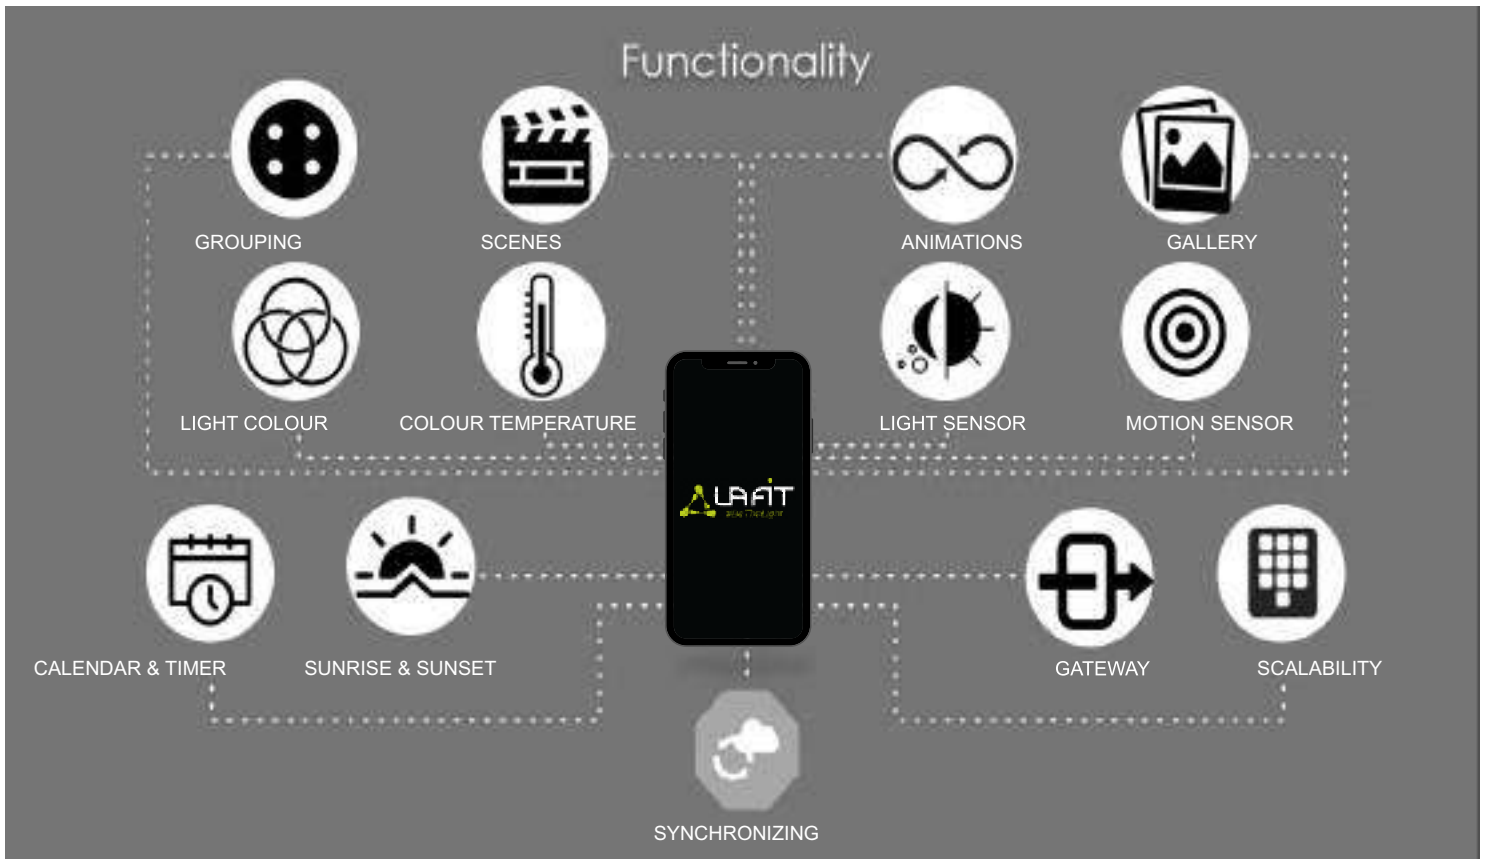 Functionality
GROUPING
SCENES
ANIMATIONS
GALLERY
LIGHT COLOUR
COLOUR TEMPERATURE
LIGHT SENSOR
MOTION SENSOR
LAFIT
CALENDAR & TIMER
SUNRISE & SUNSET
GATEWAY
SCALABILITY
SYNCHRONIZING